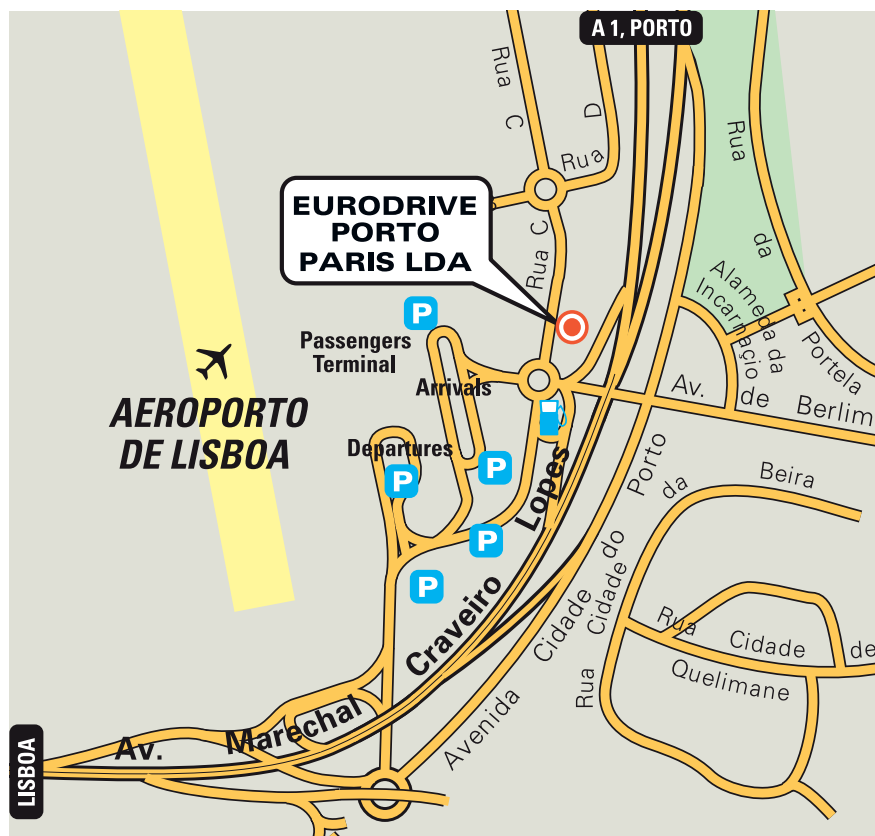 A 1, PORTO
Rua C
D
Rua
Rua da
EURODRIVE
PORTO
PARIS LDA
Rua C
P
Passengers
Terminal
Arrivals
Alameda da
Incarnaçio
Portela
Av. de Berlim
AEROPORTO
DE LISBOA
Departures
P
P
P
P
Av. Marechal Craveiro Lopes
Avenida Cidade do Porto
Rua Cidade da Beira
Rua Cidade de
Quelimane
LISBOA